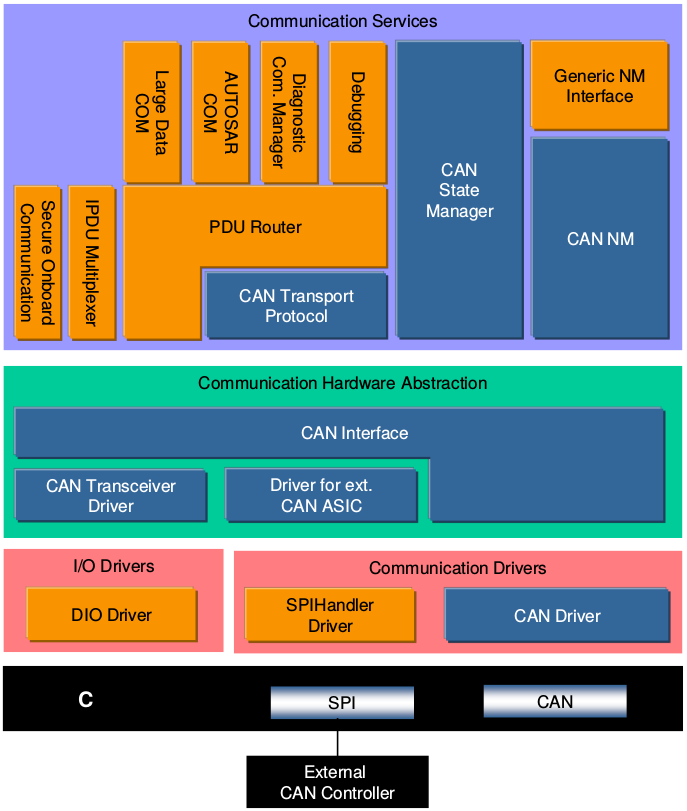 Communication Services
Large Data
COM
AUTOSAR
COM
Diagnostic
Com. Manager
Debugging
CAN
State
Manager
Generic NM
Interface
Secure Onboard
Communication
IPDU Multiplexer
PDU Router
CAN Transport
Protocol
CAN NM
Communication Hardware Abstraction
CAN Interface
CAN Transceiver
Driver
Driver for ext.
CAN ASIC
I/O Drivers
Communication Drivers
DIO Driver
SPIHandler
Driver
CAN Driver
C
SPI
CAN
External
CAN Controller